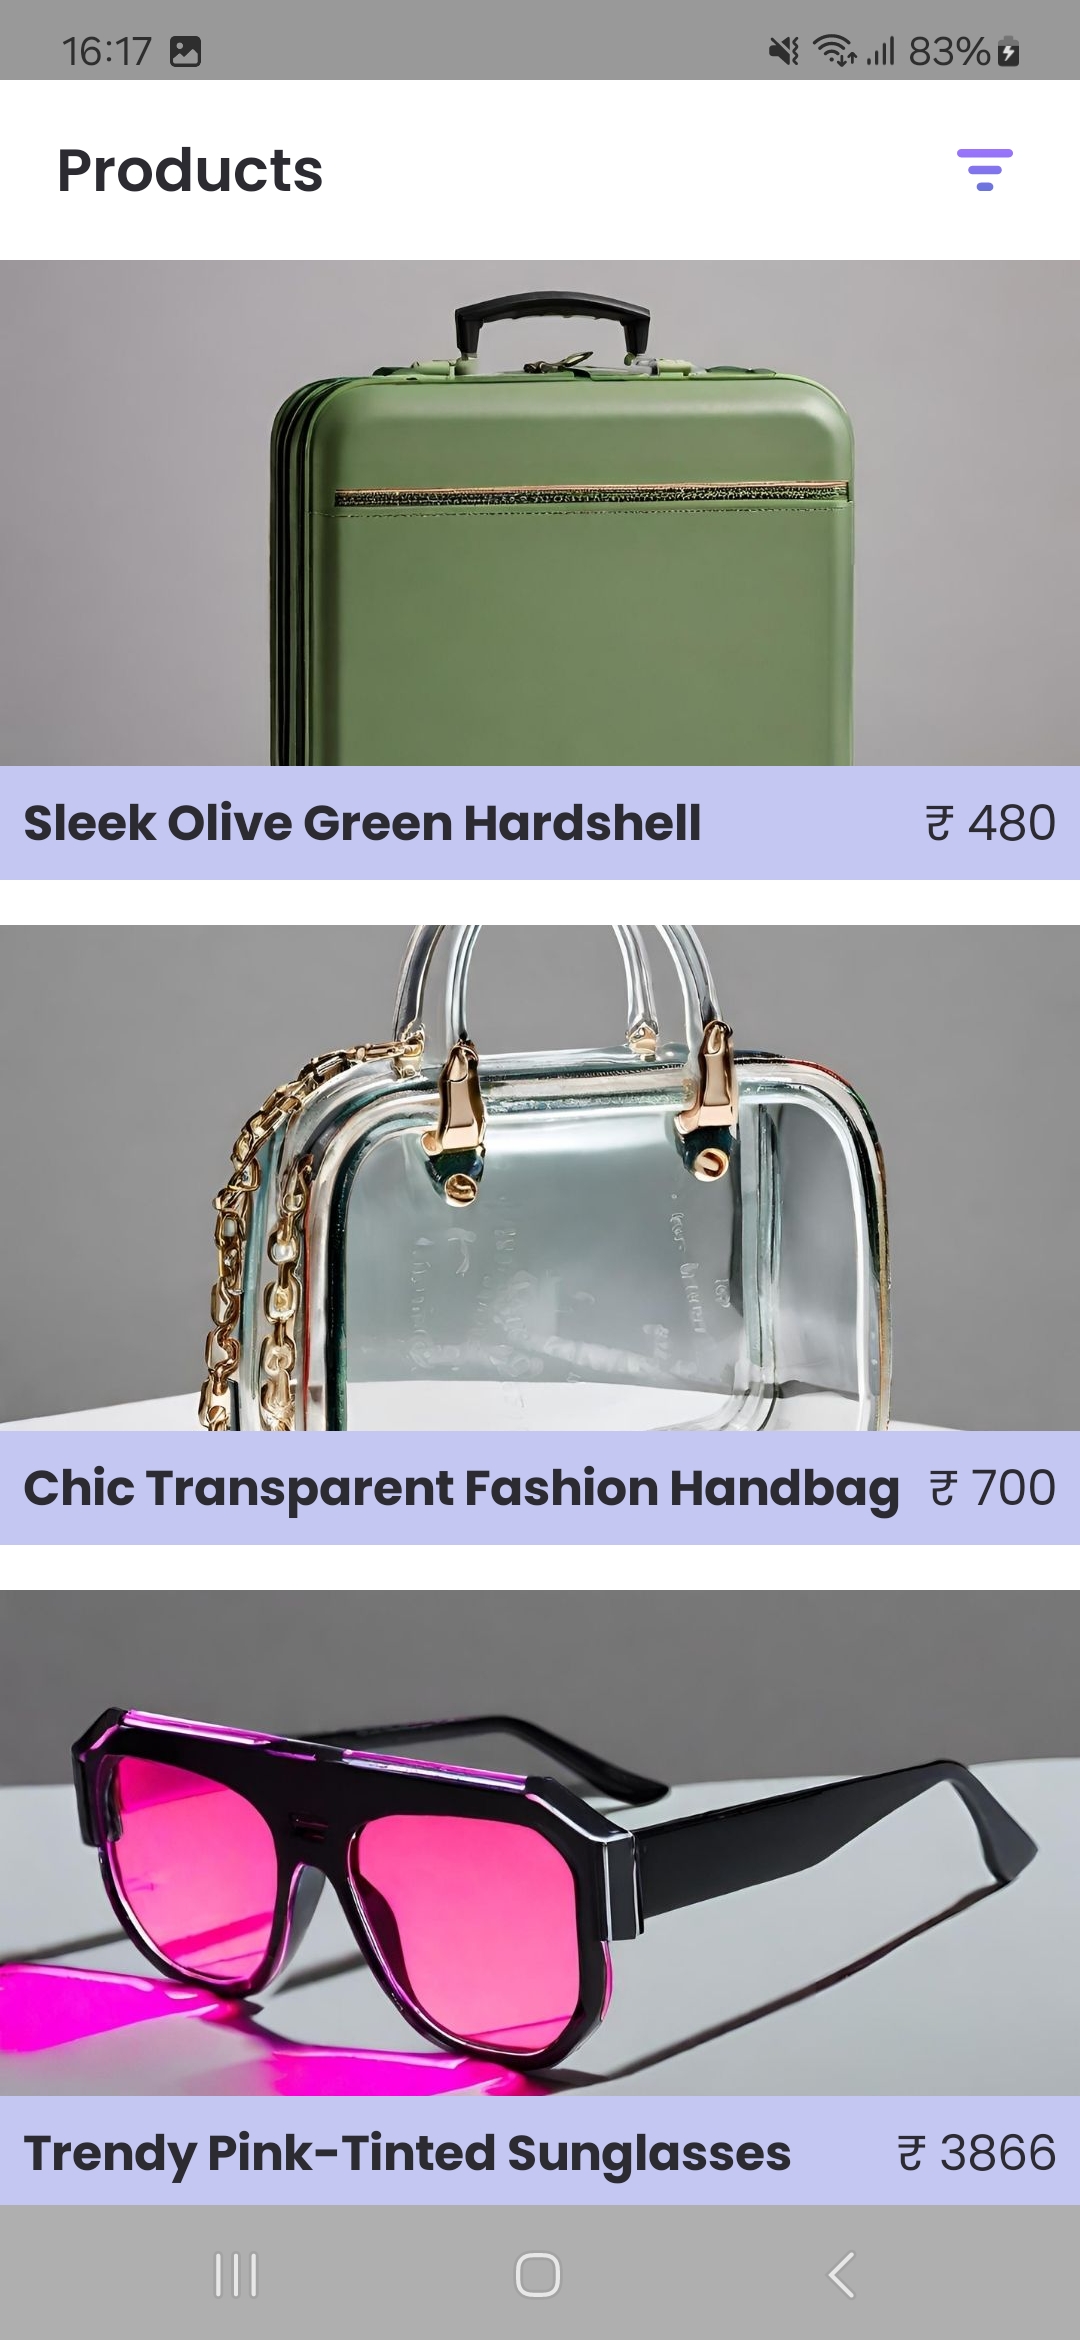 16:17
83%
Products
Sleek Olive Green Hardshell ₹ 480
Chic Transparent Fashion Handbag ₹ 700
Trendy Pink-Tinted Sunglasses ₹ 3866